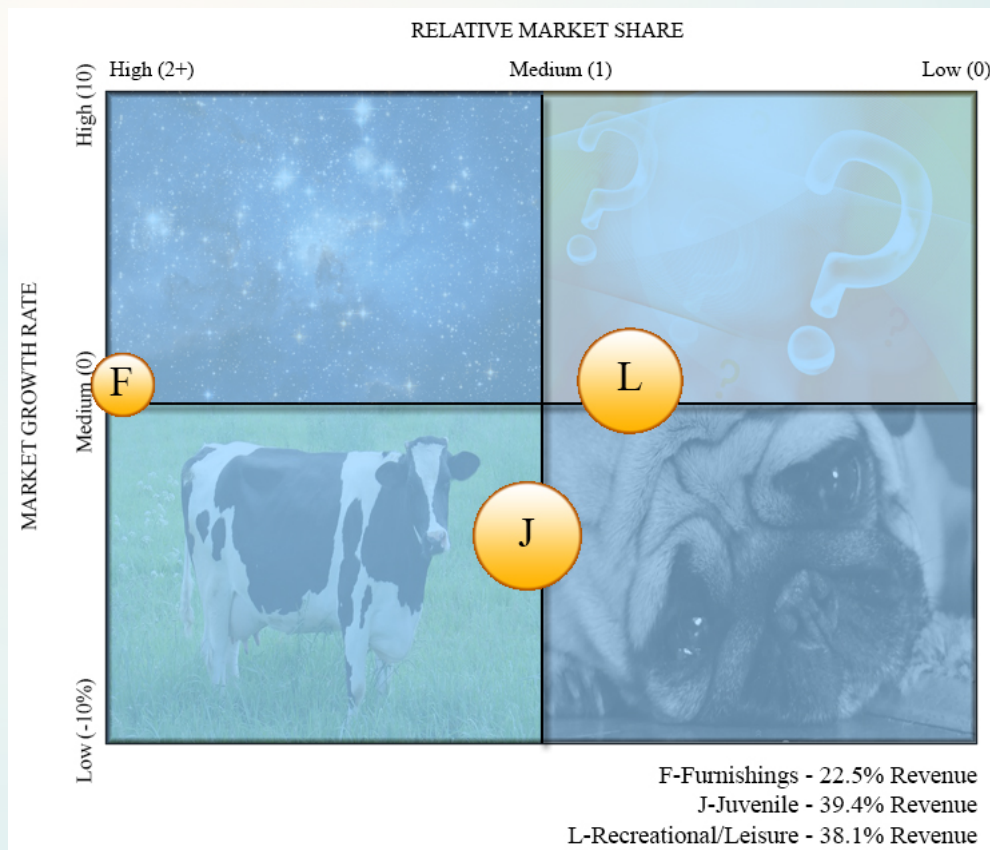 RELATIVE MARKET SHARE
High (2+) Medium (1) Low (0)
MARKET GROWTH RATE
High (10)
Medium (0)
Low (-10%)
F
L
J
F-Furnishings - 22.5% Revenue
J-Juvenile - 39.4% Revenue
L-Recreational/Leisure - 38.1% Revenue